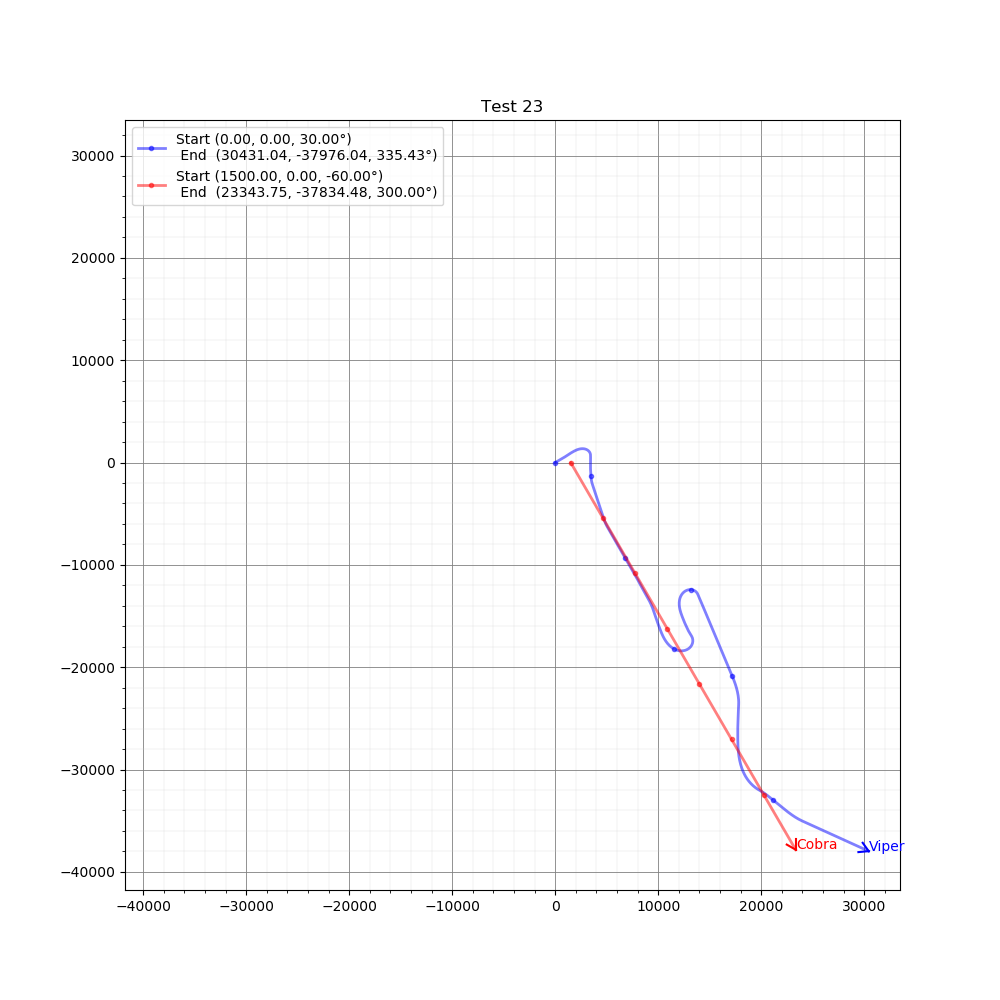 Test 23
Start (0.00, 0.00, 30.00°)
End (30431.04, -37976.04, 335.43°)
Start (1500.00, 0.00, -60.00°)
End (23343.75, -37834.48, 300.00°)
30000
20000
10000
0
−10000
−20000
−30000
−40000
Cobra
Viper
−40000 −30000 −20000 −10000 0 10000 20000 30000